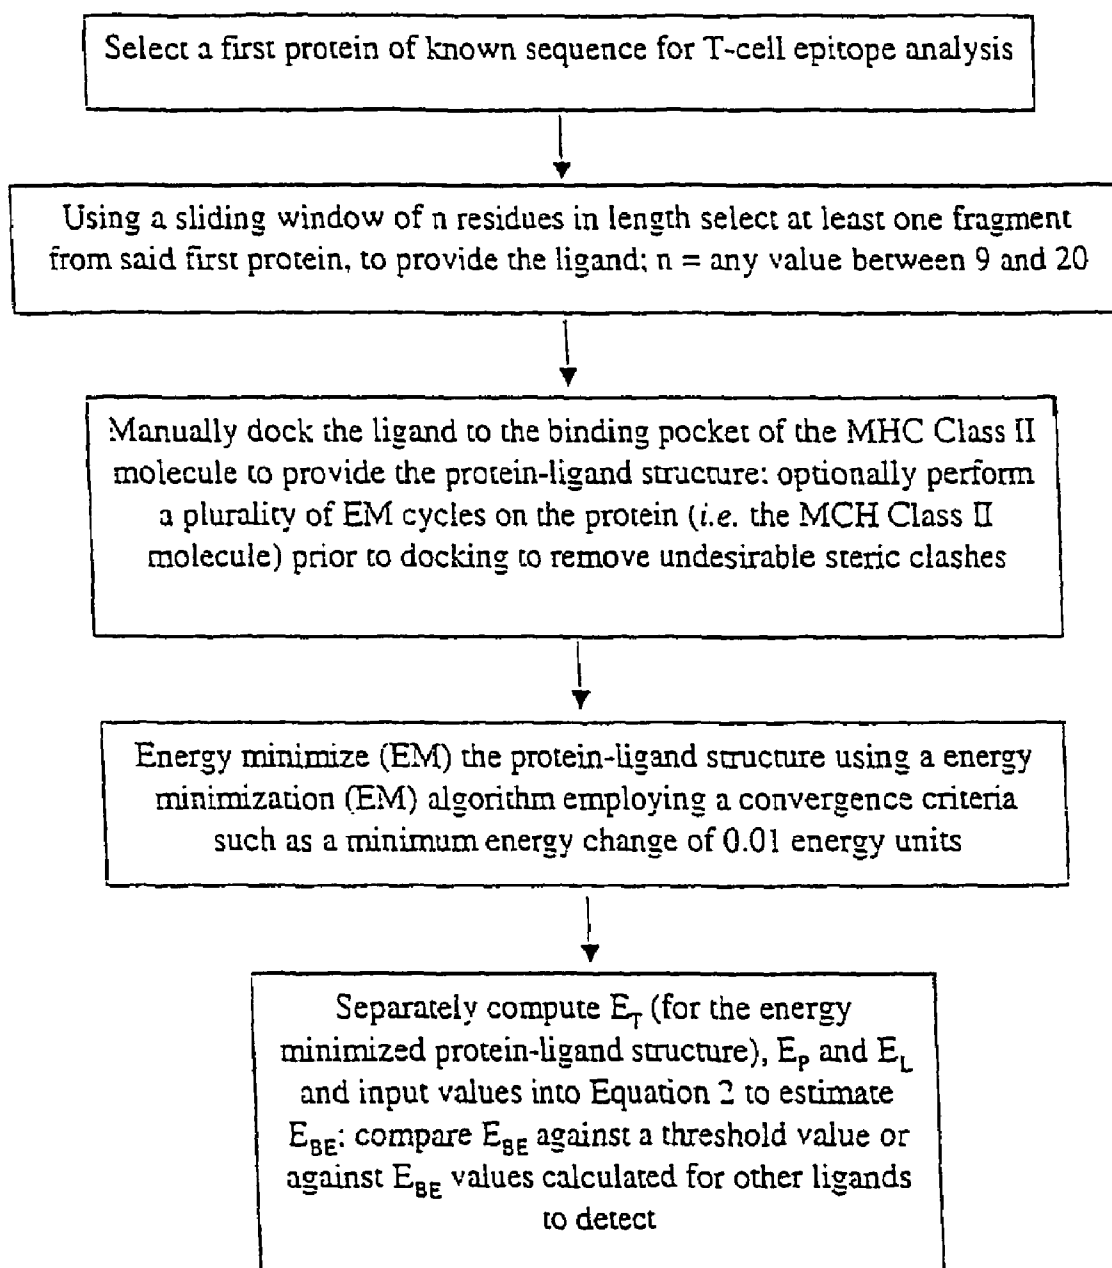 Select a first protein of known sequence for T-cell epitope analysis
Using a sliding window of n residues in length select at least one fragment
from said first protein, to provide the ligand; n = any value between 9 and 20
Manually dock the ligand to the binding pocket of the MHC Class II
molecule to provide the protein-ligand structure: optionally perform
a plurality of EM cycles on the protein (i.e. the MCH Class II
molecule) prior to docking to remove undesirable steric clashes
Energy minimize (EM) the protein-ligand structure using a energy
minimization (EM) algorithm employing a convergence criteria
such as a minimum energy change of 0.01 energy units
Separately compute E_T (for the energy
minimized protein-ligand structure), E_P and E_L
and input values into Equation 2 to estimate
E_BE: compare E_BE against a threshold value or
against E_BE values calculated for other ligands
to detect